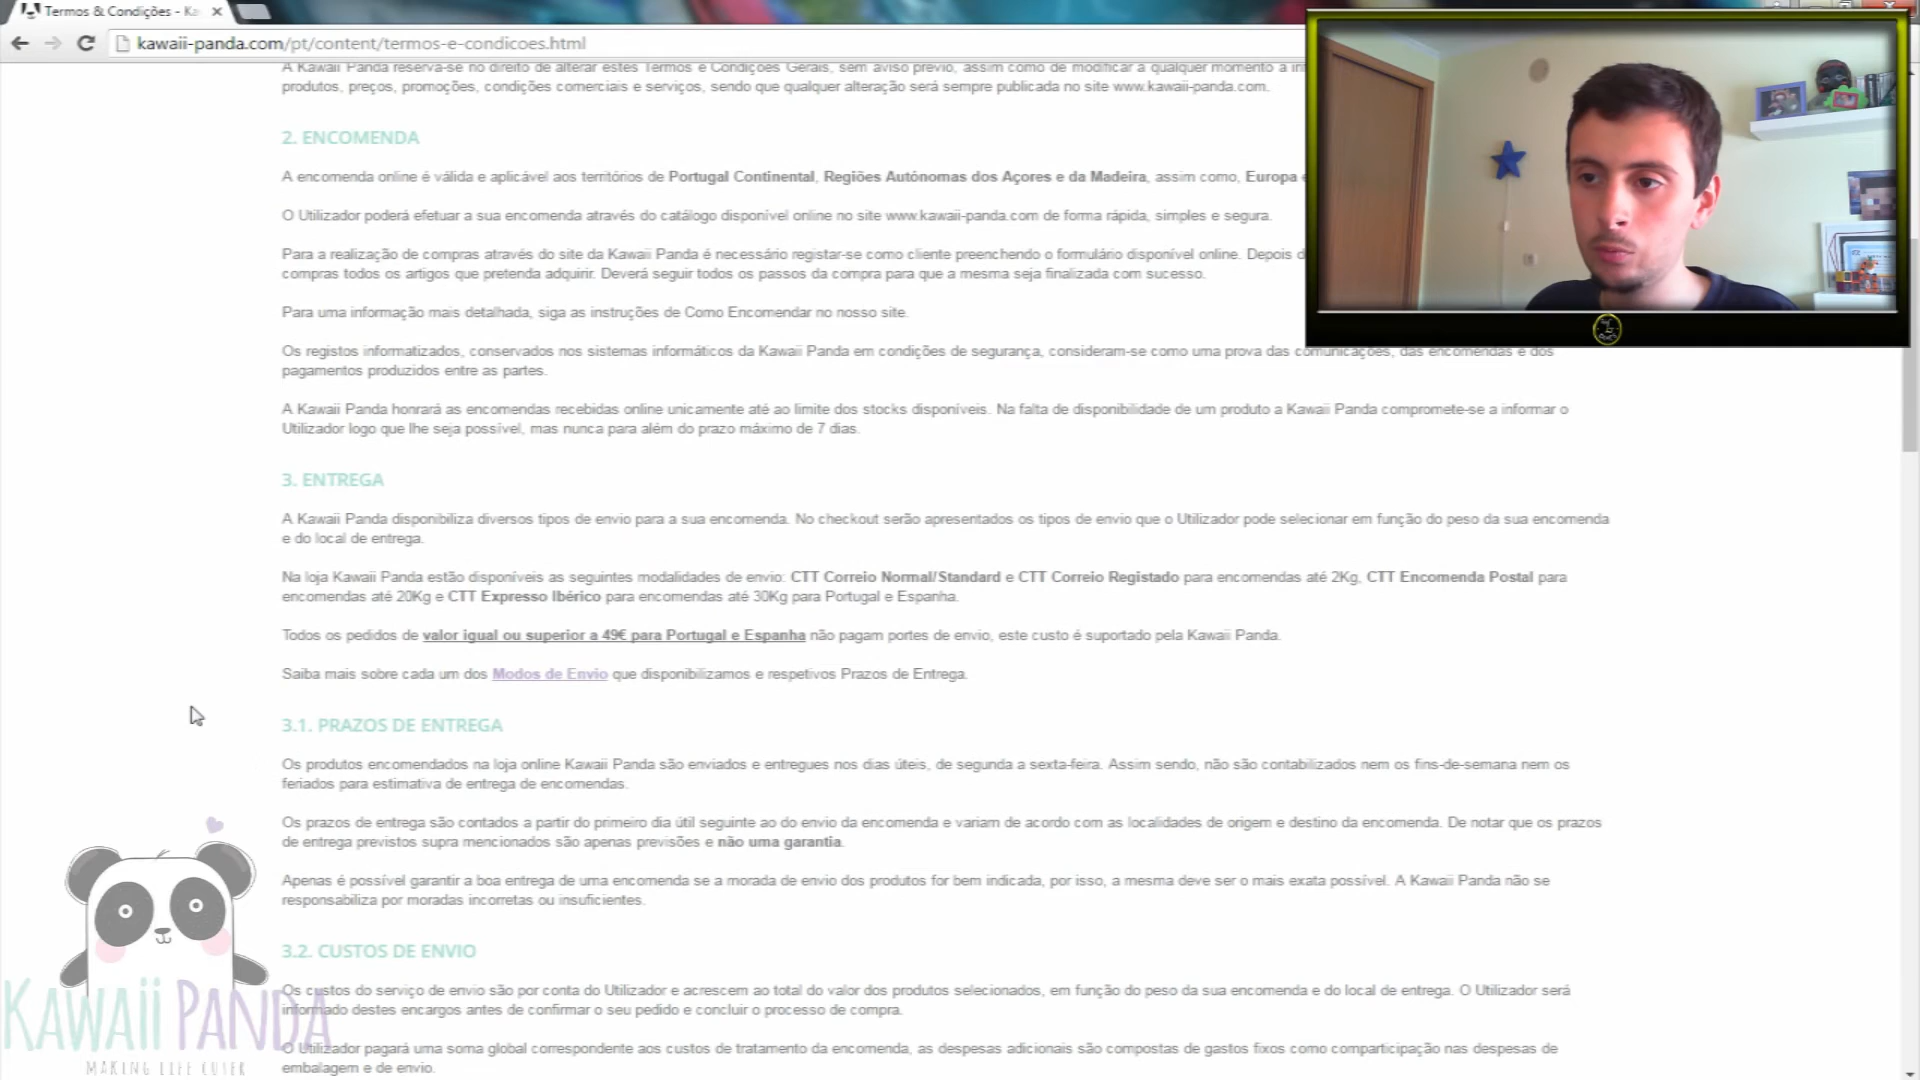 Termos & Condições - Ka
kawaii-panda.com/pt/content/termos-e-condicoes.html
A Kawaii Panda reserva-se no direito de alterar estes Termos e Condições Gerais, sem aviso prévio, assim como de modificar a qualquer momento a
produtos, preços, promoções, condições comerciais e serviços, sendo que qualquer alteração será sempre publicada no site www.kawaii-panda.com.
2. ENCOMENDA
A encomenda online é válida e aplicável aos territórios de Portugal Continental, Regiões Autónomas dos Açores e da Madeira, assim como, Europa e
O Utilizador poderá efetuar a sua encomenda através do catálogo disponível online no site www.kawaii-panda.com de forma rápida, simples e segura.
Para a realização de compras através do site da Kawaii Panda é necessário registar-se como cliente preenchendo o formulário disponível online. Depois d
compras todos os artigos que pretenda adquirir. Deverá seguir todos os passos da compra para que a mesma seja finalizada com sucesso.
Para uma informação mais detalhada, siga as instruções de Como Encomendar no nosso site.
Os registos informatizados, conservados nos sistemas informáticos da Kawaii Panda em condições de segurança, consideram-se como uma prova das comunicações, das encomendas e dos
pagamentos produzidos entre as partes.
A Kawaii Panda honrará as encomendas recebidas online unicamente até ao limite dos stocks disponíveis. Na falta de disponibilidade de um produto a Kawaii Panda compromete-se a informar o
Utilizador logo que lhe seja possível, mas nunca para além do prazo máximo de 7 dias.
3. ENTREGA
A Kawaii Panda disponibiliza diversos tipos de envio para a sua encomenda. No checkout serão apresentados os tipos de envio que o Utilizador pode selecionar em função do peso da sua encomenda
e do local de entrega.
Na loja Kawaii Panda estão disponíveis as seguintes modalidades de envio: CTT Correio Normal/Standard e CTT Correio Registado para encomendas até 2Kg, CTT Encomenda Postal para
encomendas até 20Kg e CTT Expresso Ibérico para encomendas até 30Kg para Portugal e Espanha.
Todos os pedidos de valor igual ou superior a 49€ para Portugal e Espanha não pagam portes de envio, este custo é suportado pela Kawaii Panda.
Saiba mais sobre cada um dos Modos de Envio que disponibilizamos e respetivos Prazos de Entrega.
3.1. PRAZOS DE ENTREGA
Os produtos encomendados na loja online Kawaii Panda são enviados e entregues nos dias úteis, de segunda a sexta-feira. Assim sendo, não são contabilizados nem os fins-de-semana nem os
feriados para estimativa de entrega de encomendas.
Os prazos de entrega são contados a partir do primeiro dia útil seguinte ao do envio da encomenda e variam de acordo com as localidades de origem e destino da encomenda. De notar que os prazos
de entrega previstos supra mencionados são apenas previsões e não uma garantia.
Apenas é possível garantir a boa entrega de uma encomenda se a morada de envio dos produtos for bem indicada, por isso, a mesma deve ser o mais exata possível. A Kawaii Panda não se
responsabiliza por moradas incorretas ou insuficientes.
3.2. CUSTOS DE ENVIO
Os custos do serviço de envio são por conta do Utilizador e acrescem ao total do valor dos produtos selecionados, em função do peso da sua encomenda e do local de entrega. O Utilizador será
informado destes encargos antes de confirmar o seu pedido e concluir o processo de compra.
O Utilizador pagará uma soma global correspondente aos custos de tratamento da encomenda, as despesas adicionais são compostas de gastos fixos como comparticipação nas despesas de
embalagem e de envio.
KAWAII PANDA
MAKING LIFE CUTER